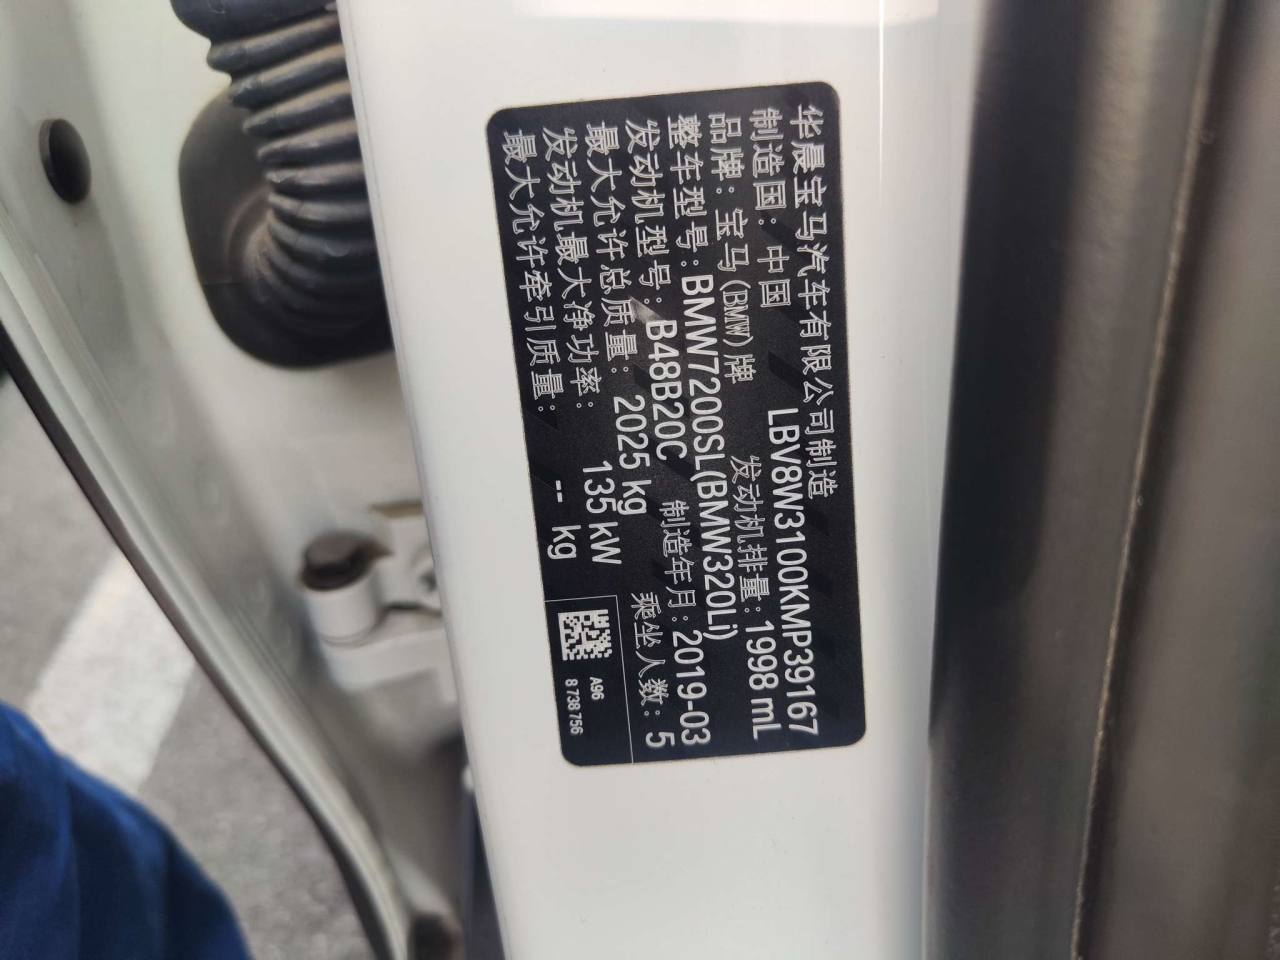 华晨宝马汽车有限公司制造
制造国：中国 LBV8W3100KMP39167
品牌：宝马(BMW)牌 发动机排量：1998 mL
整车型号：BMW7200SL(BMW320Li)
发动机型号：B48B20C 制造年月：2019-03
最大允许总质量：2025 kg 乘坐人数：5
发动机最大净功率：135 kW
最大允许牵引质量：-- kg
A96
8 738 756